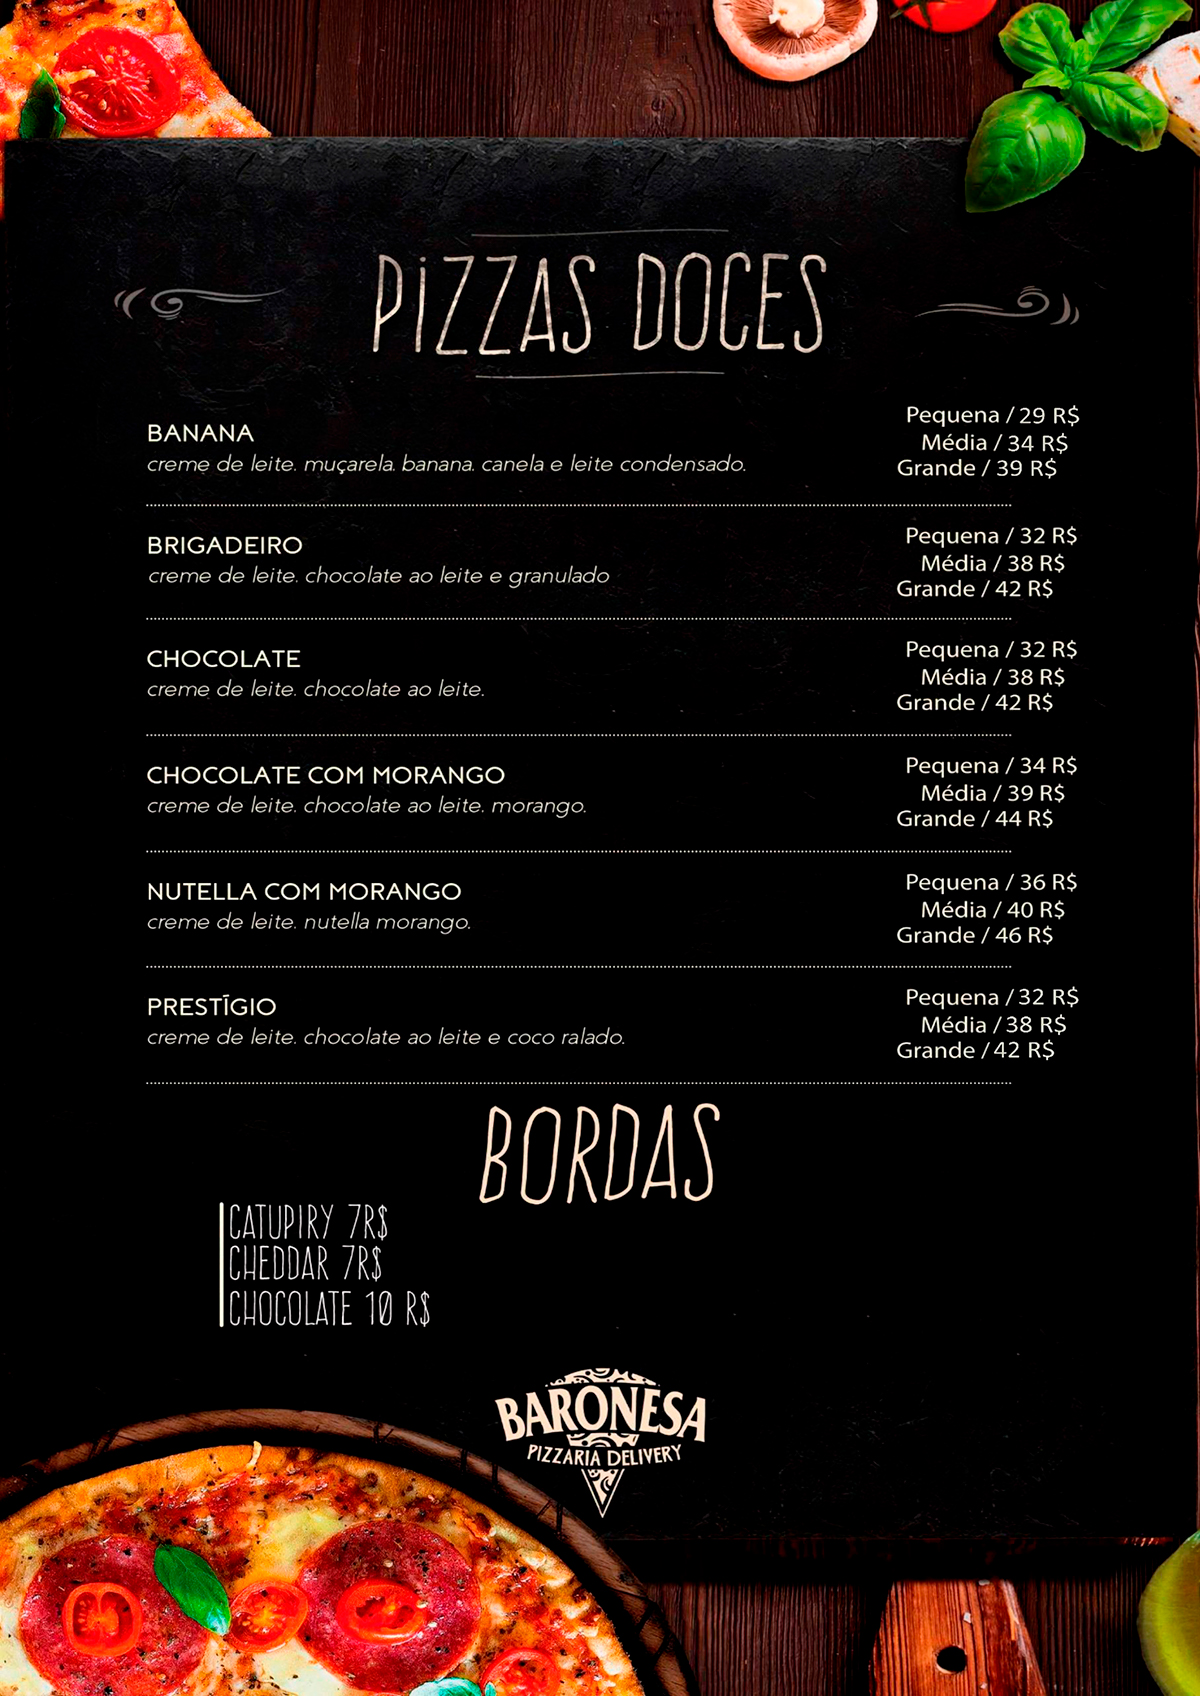 PIZZAS DOCES
BANANA
creme de leite. muçarela. banana. canela e leite condensado.
Pequena / 29 R$
Média / 34 R$
Grande / 39 R$
BRIGADEIRO
creme de leite. chocolate ao leite e granulado
Pequena / 32 R$
Média / 38 R$
Grande / 42 R$
CHOCOLATE
creme de leite. chocolate ao leite.
Pequena / 32 R$
Média / 38 R$
Grande / 42 R$
CHOCOLATE COM MORANGO
creme de leite. chocolate ao leite. morango.
Pequena / 34 R$
Média / 39 R$
Grande / 44 R$
NUTELLA COM MORANGO
creme de leite. nutella morango.
Pequena / 36 R$
Média / 40 R$
Grande / 46 R$
PRESTĪGIO
creme de leite. chocolate ao leite e coco ralado.
Pequena / 32 R$
Média / 38 R$
Grande / 42 R$
BORDAS
CATUPIRY 7R$
CHEDDAR 7R$
CHOCOLATE 10 R$
BARONESA
PIZZARIA DELIVERY